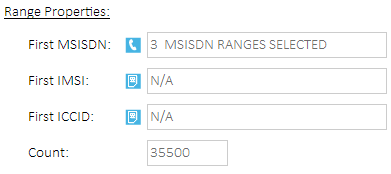 Range Properties:
First MSISDN: 3  MSISDN RANGES SELECTED
First IMSI: N/A
First ICCID: N/A
Count: 35500